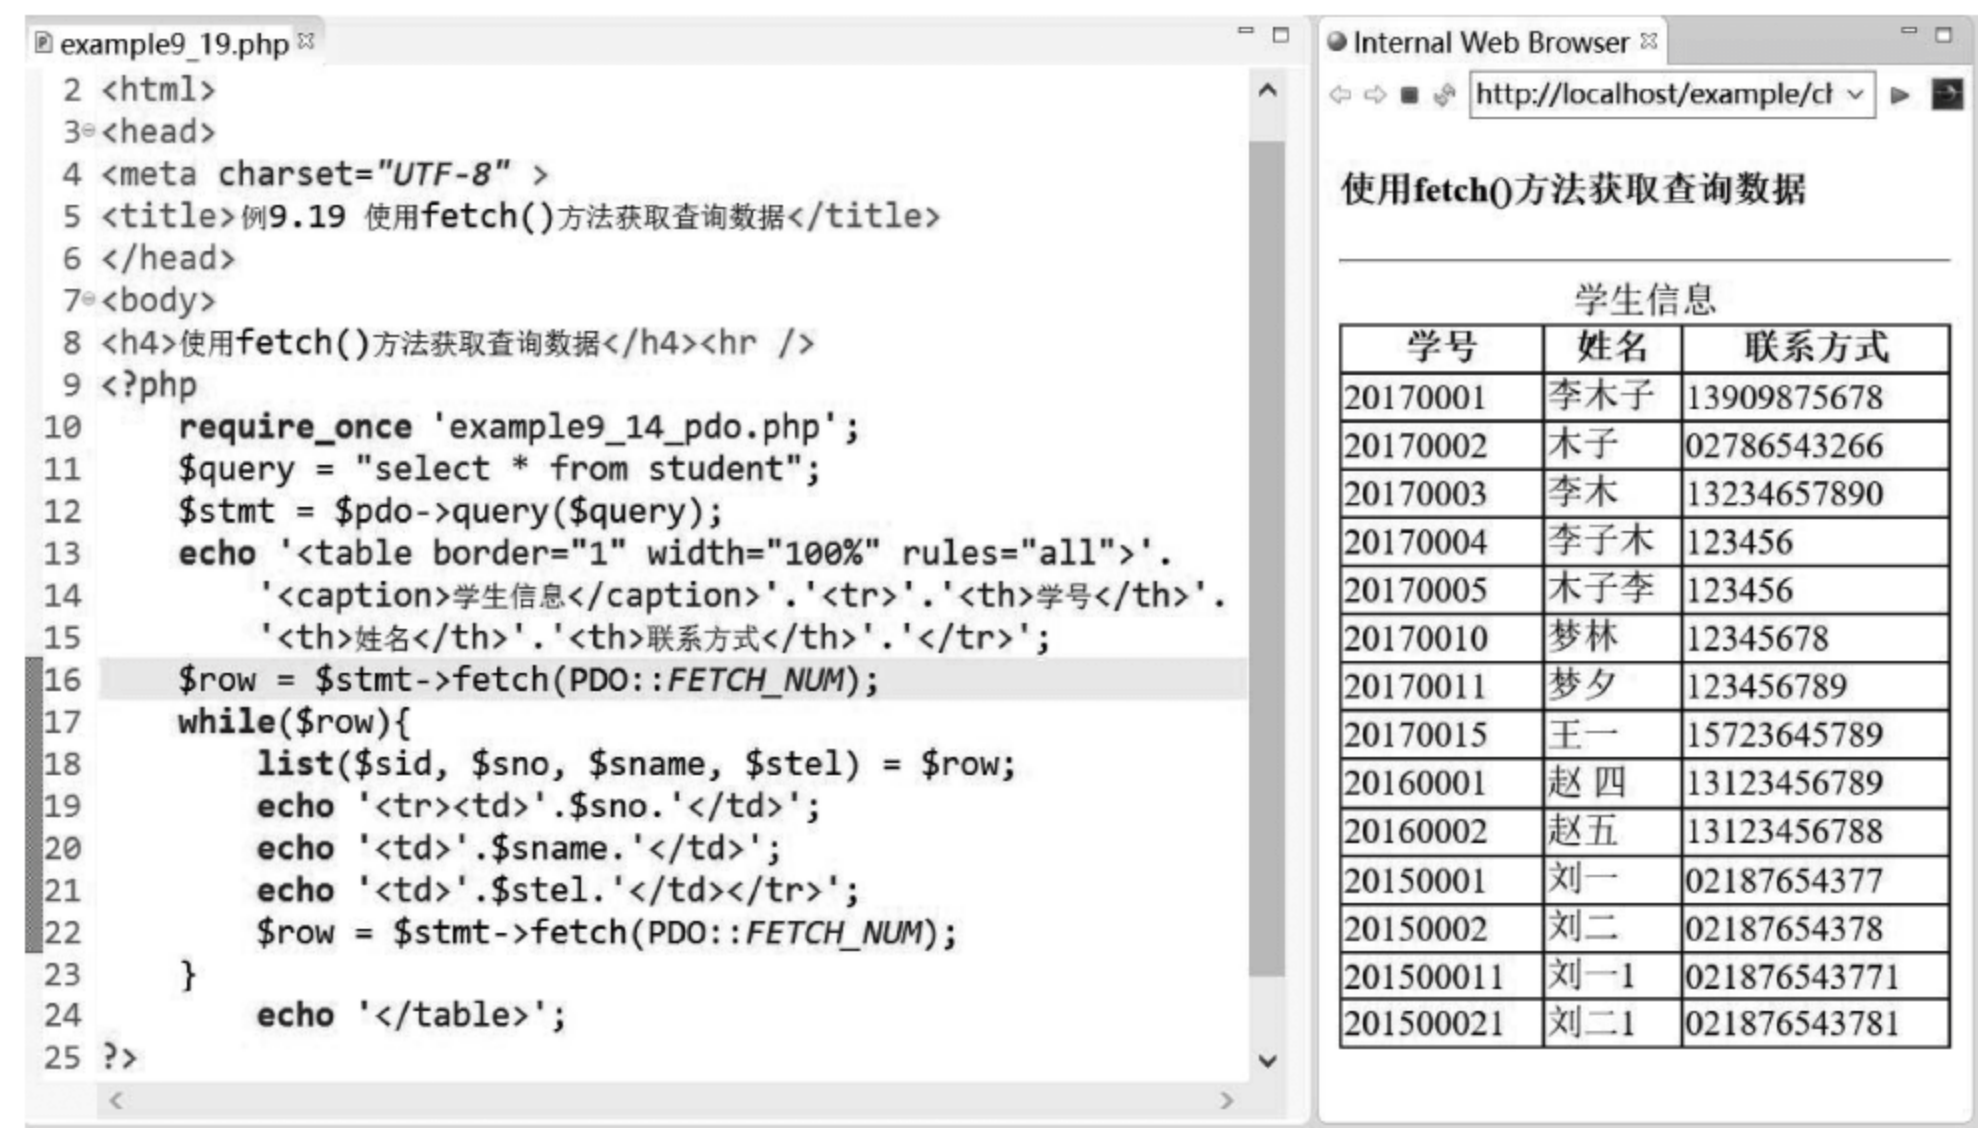 example9_19.php
2 <html>
3 <head>
4 <meta charset="UTF-8" >
5 <title>例9.19 使用fetch()方法获取查询数据</title>
6 </head>
7 <body>
8 <h4>使用fetch()方法获取查询数据</h4><hr />
9 <?php
10 require_once 'example9_14_pdo.php';
11 $query = "select * from student";
12 $stmt = $pdo->query($query);
13 echo '<table border="1" width="100%" rules="all">'.
14 '<caption>学生信息</caption>'.'<tr>'.'<th>学号</th>'.
15 '<th>姓名</th>'.'<th>联系方式</th>'.'</tr>';
16 $row = $stmt->fetch(PDO::FETCH_NUM);
17 while($row){
18 list($sid, $sno, $sname, $stel) = $row;
19 echo '<tr><td>'.$sno.'</td>';
20 echo '<td>'.$sname.'</td>';
21 echo '<td>'.$stel.'</td></tr>';
22 $row = $stmt->fetch(PDO::FETCH_NUM);
23 }
24 echo '</table>';
25 ?>
Internal Web Browser
http://localhost/example/cl
使用fetch()方法获取查询数据
学生信息
学号 姓名 联系方式
20170001 李木子 13909875678
20170002 木子 02786543266
20170003 李木 13234657890
20170004 李子木 123456
20170005 木子李 123456
20170010 梦林 12345678
20170011 梦夕 123456789
20170015 王一 15723645789
20160001 赵 四 13123456789
20160002 赵五 13123456788
20150001 刘一 02187654377
20150002 刘二 02187654378
201500011 刘一1 021876543771
201500021 刘二1 021876543781